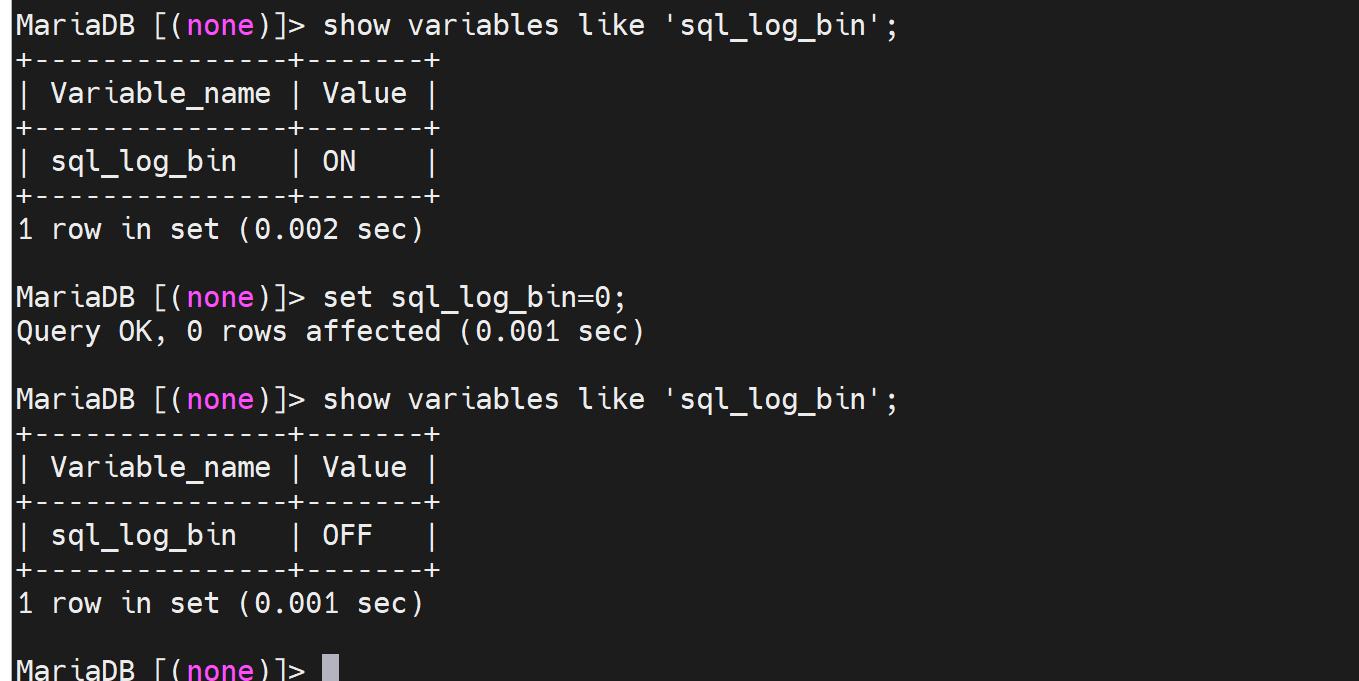 MariaDB [(none)]> show variables like 'sql_log_bin';
+---------------+-------+
| Variable_name | Value |
+---------------+-------+
| sql_log_bin   | ON    |
+---------------+-------+
1 row in set (0.002 sec)

MariaDB [(none)]> set sql_log_bin=0;
Query OK, 0 rows affected (0.001 sec)

MariaDB [(none)]> show variables like 'sql_log_bin';
+---------------+-------+
| Variable_name | Value |
+---------------+-------+
| sql_log_bin   | OFF   |
+---------------+-------+
1 row in set (0.001 sec)

MariaDB [(none)]>